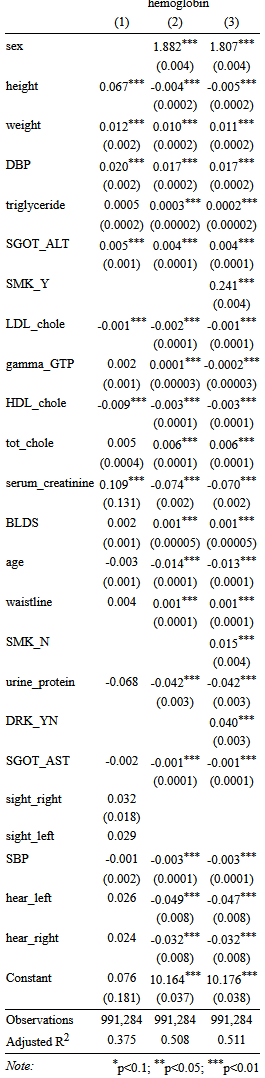 hemoglobin
(1) (2) (3)
sex 1.882*** 1.807***
(0.004) (0.004)
height 0.067*** -0.004*** -0.005***
(0.0002) (0.0002)
weight 0.012*** 0.010*** 0.011***
(0.002) (0.0002) (0.0002)
DBP 0.020*** 0.017*** 0.017***
(0.002) (0.0002) (0.0002)
triglyceride 0.0005 0.0003*** 0.0002***
(0.0002) (0.00002) (0.00002)
SGOT_ALT 0.005*** 0.004*** 0.004***
(0.001) (0.0001) (0.0001)
SMK_Y 0.241***
(0.004)
LDL_chole -0.001*** -0.002*** -0.001***
(0.0001) (0.0001)
gamma_GTP 0.002 0.0001*** -0.0002***
(0.001) (0.00003) (0.00003)
HDL_chole -0.009*** -0.003*** -0.003***
(0.0001) (0.0001)
tot_chole 0.005 0.006*** 0.006***
(0.0004) (0.0001) (0.0001)
serum_creatinine 0.109*** -0.074*** -0.070***
(0.131) (0.002) (0.002)
BLDS 0.002 0.001*** 0.001***
(0.001) (0.00005) (0.00005)
age -0.003 -0.014*** -0.013***
(0.001) (0.0001) (0.0001)
waistline 0.004 0.001*** 0.001***
(0.0001) (0.0001)
SMK_N 0.015***
(0.004)
urine_protein -0.068 -0.042*** -0.042***
(0.003) (0.003)
DRK_YN 0.040***
(0.003)
SGOT_AST -0.002 -0.001*** -0.001***
(0.0001) (0.0001)
sight_right 0.032
(0.018)
sight_left 0.029
SBP -0.001 -0.003*** -0.003***
(0.002) (0.0001) (0.0001)
hear_left 0.026 -0.049*** -0.047***
(0.008) (0.008)
hear_right 0.024 -0.032*** -0.032***
(0.008) (0.008)
Constant 0.076 10.164*** 10.176***
(0.181) (0.037) (0.038)
Observations 991,284 991,284 991,284
Adjusted R2 0.375 0.508 0.511
Note: *p<0.1; **p<0.05; ***p<0.01